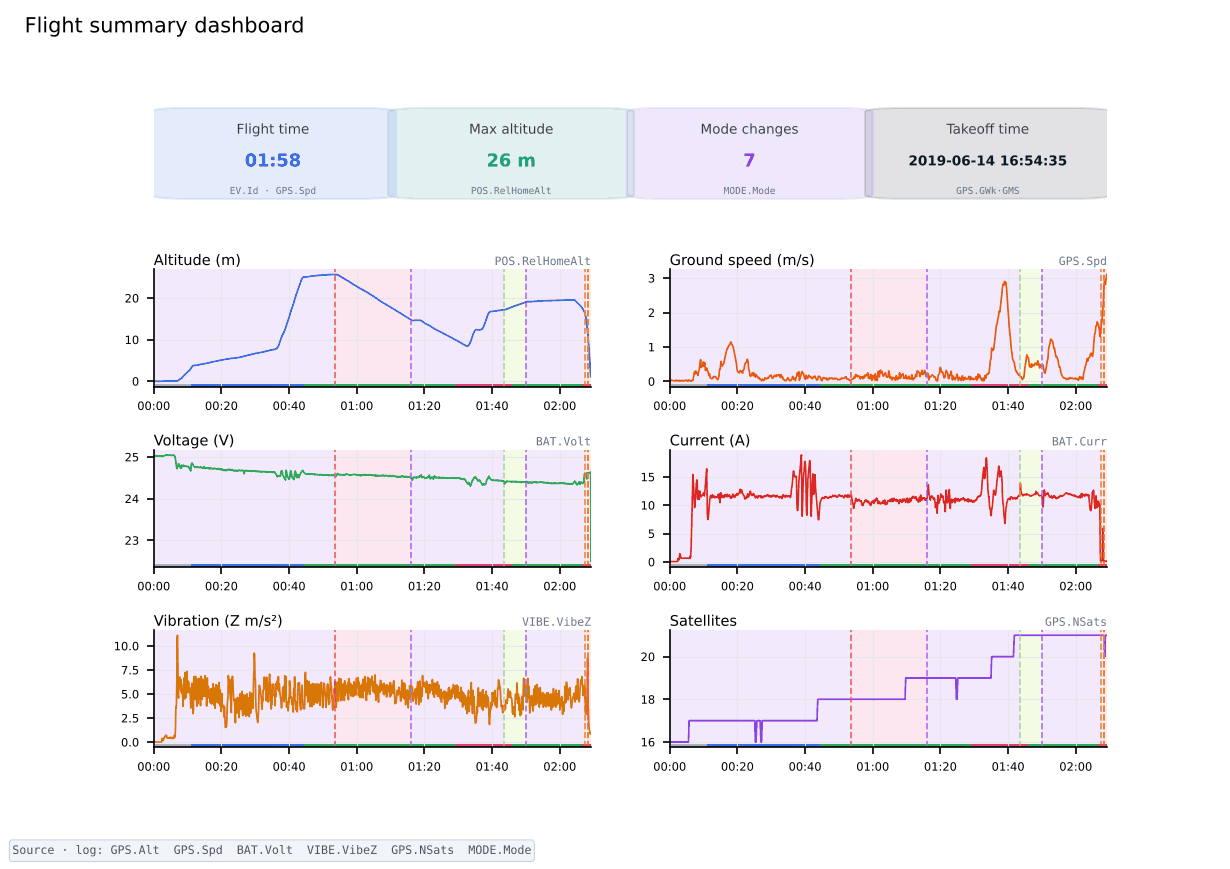 Flight summary dashboard
Flight time
01:58
EV.Id · GPS.Spd
Max altitude
26 m
POS.RelHomeAlt
Mode changes
7
MODE.Mode
Takeoff time
2019-06-14 16:54:35
GPS.GWk·GMS
Altitude (m) POS.RelHomeAlt
20
10
0
00:00 00:20 00:40 01:00 01:20 01:40 02:00
Ground speed (m/s) GPS.Spd
3
2
1
0
00:00 00:20 00:40 01:00 01:20 01:40 02:00
Voltage (V) BAT.Volt
25
24
23
00:00 00:20 00:40 01:00 01:20 01:40 02:00
Current (A) BAT.Curr
15
10
5
0
00:00 00:20 00:40 01:00 01:20 01:40 02:00
Vibration (Z m/s²) VIBE.VibeZ
10.0
7.5
5.0
2.5
0.0
00:00 00:20 00:40 01:00 01:20 01:40 02:00
Satellites GPS.NSats
20
18
16
00:00 00:20 00:40 01:00 01:20 01:40 02:00
Source · log: GPS.Alt GPS.Spd BAT.Volt VIBE.VibeZ GPS.NSats MODE.Mode